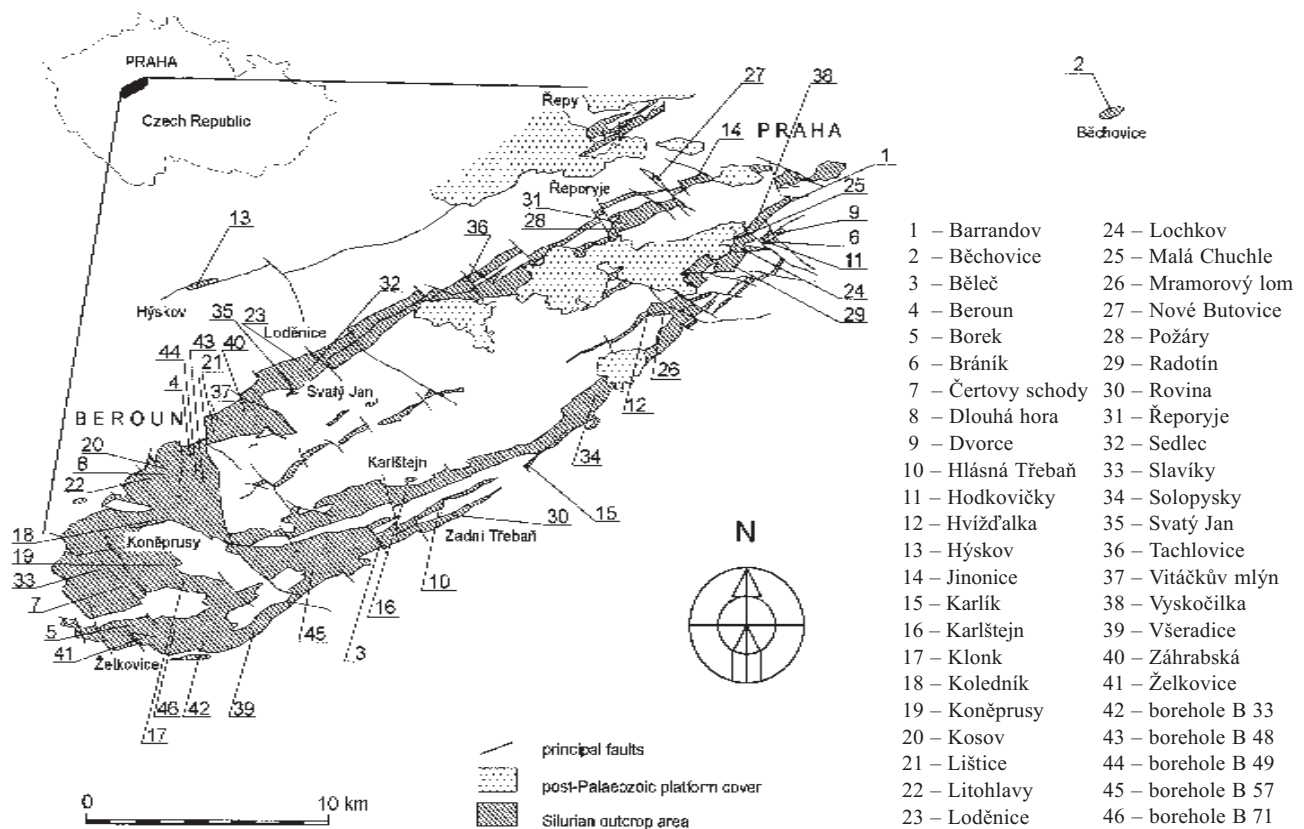 PRAHA
Czech Republic
Řepy
27
38
2
Běchovice
14
PRAHA
1
Řeporyje
25
31
28
9
13
36
6
11
Hýskov
32
24
35
23
Loděnice
29
43
40
44
21
4
37
Svatý Jan
26
12
BEROUN
20
8
22
Karlštejn
34
15
30
18
Koněprusy
Zadní Třebaň
N
19
33
10
7
16
5
45
41
Želkovice
3
46
42
39
17
principal faults
post-Palaeozoic platform cover
Silurian outcrop area
0
10 km
1 – Barrandov
2 – Běchovice
3 – Běleč
4 – Beroun
5 – Borek
6 – Bráník
7 – Čertovy schody
8 – Dlouhá hora
9 – Dvorce
10 – Hlásná Třebaň
11 – Hodkovičky
12 – Hvížďalka
13 – Hýskov
14 – Jinonice
15 – Karlík
16 – Karlštejn
17 – Klonk
18 – Koledník
19 – Koněprusy
20 – Kosov
21 – Lištice
22 – Litohlavy
23 – Loděnice
24 – Lochkov
25 – Malá Chuchle
26 – Mramorový lom
27 – Nové Butovice
28 – Požáry
29 – Radotín
30 – Rovina
31 – Řeporyje
32 – Sedlec
33 – Slavíky
34 – Solopysky
35 – Svatý Jan
36 – Tachlovice
37 – Vitáčkův mlýn
38 – Vyskočilka
39 – Všeradice
40 – Záhrabská
41 – Želkovice
42 – borehole B 33
43 – borehole B 48
44 – borehole B 49
45 – borehole B 57
46 – borehole B 71